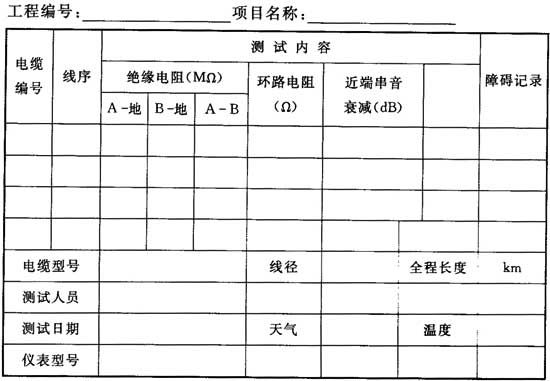 工程编号: 项目名称:
测试内容
电缆编号 线序 绝缘电阻(MΩ) 环路电阻(Ω) 近端串音衰减(dB) 障碍记录
A-地 B-地 A-B
电缆型号 线径 全程长度 km
测试人员
测试日期 天气 温度
仪表型号